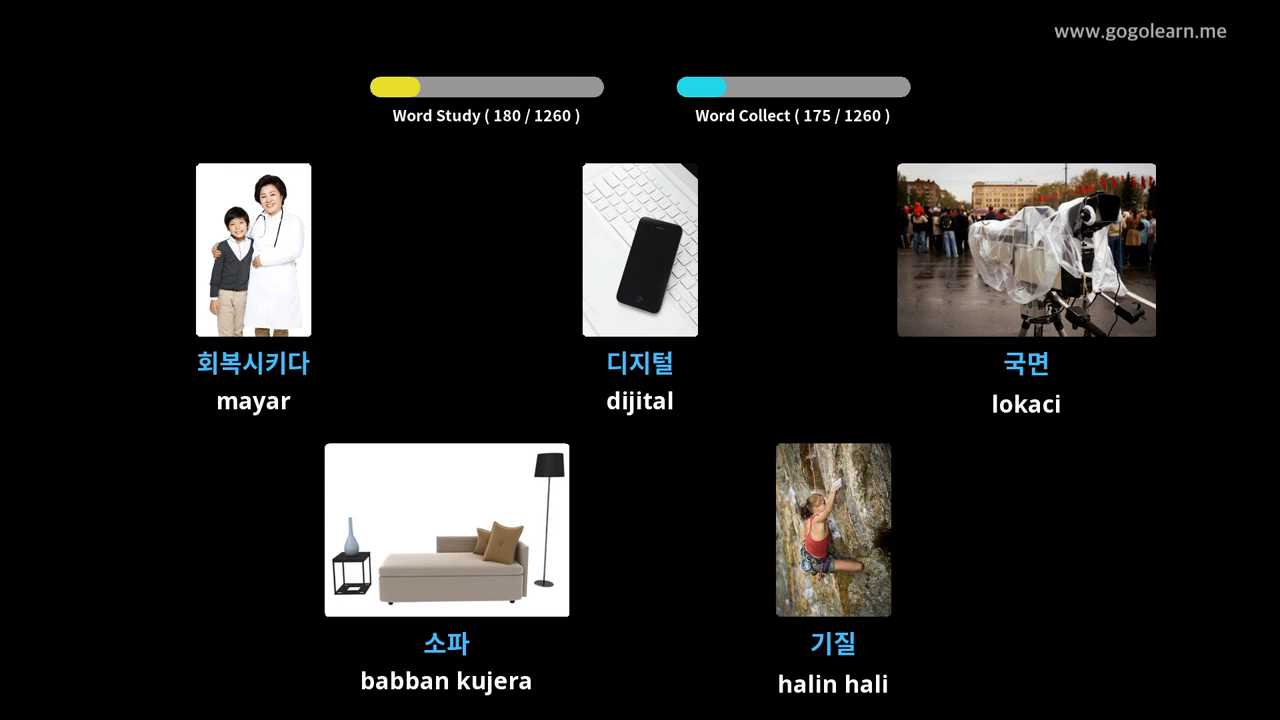 www.gogolearn.me
Word Study ( 180 / 1260 )
Word Collect ( 175 / 1260 )
회복시키다
mayar
디지털
dijital
국면
lokaci
소파
babban kujera
기질
halin hali